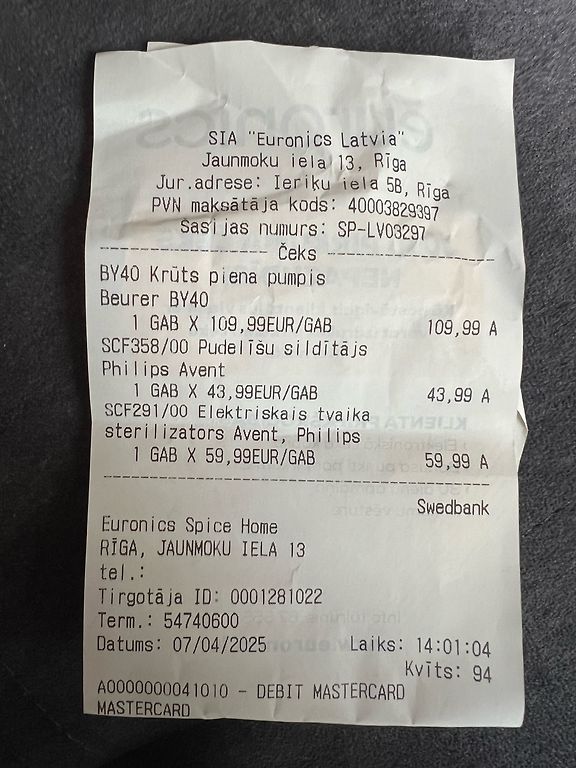 SIA "Euronics Latvia"
Jaunmoku iela 13, Rīga
Jur.adrese: Ieriķu iela 5B, Rīga
PVN maksātāja kods: 40003829397
Sasijas numurs: SP-LV03297
Čeks
BY40 Krūts piena pumpis
Beurer BY40
1 GAB X 109,99EUR/GAB 109,99 A
SCF358/00 Pudelīšu sildītājs
Philips Avent
1 GAB X 43,99EUR/GAB 43,99 A
SCF291/00 Elektriskais tvaika
sterilizators Avent, Philips
1 GAB X 59,99EUR/GAB 59,99 A
Swedbank
Euronics Spice Home
RĪGA, JAUNMOKU IELA 13
tel.:
Tirgotāja ID: 0001281022
Term.: 54740600
Datums: 07/04/2025 Laiks: 14:01:04
Kvīts: 94
A0000000041010 - DEBIT MASTERCARD
MASTERCARD